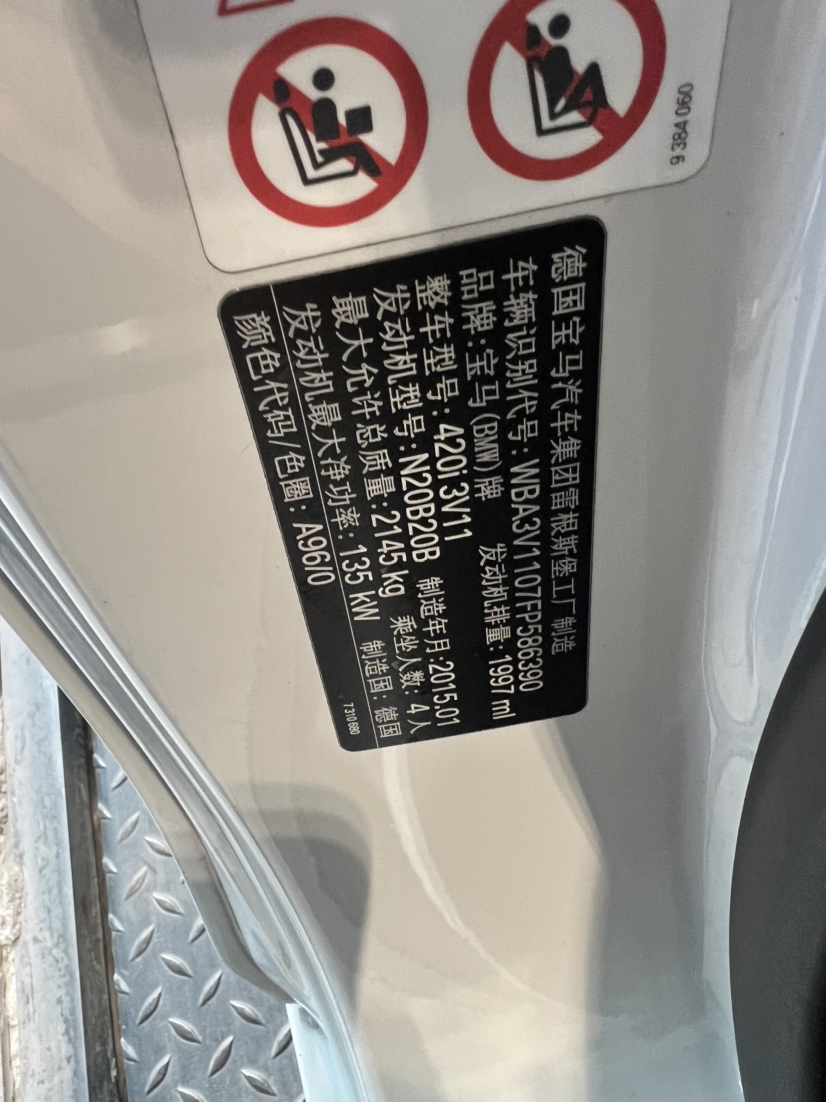 9 384 060
德国宝马汽车集团雷根斯堡工厂制造
车辆识别代号: WBA3V1107FP586390
品牌: 宝马(BMW)牌 发动机排量: 1997 ml
整车型号: 420i 3V11 制造年月: 2015.01
发动机型号: N20B20B 乘坐人数: 4 人
最大允许总质量: 2145 kg 制造国: 德国
发动机最大净功率: 135 kW
颜色代码/色圈: A96/0 7 310 680